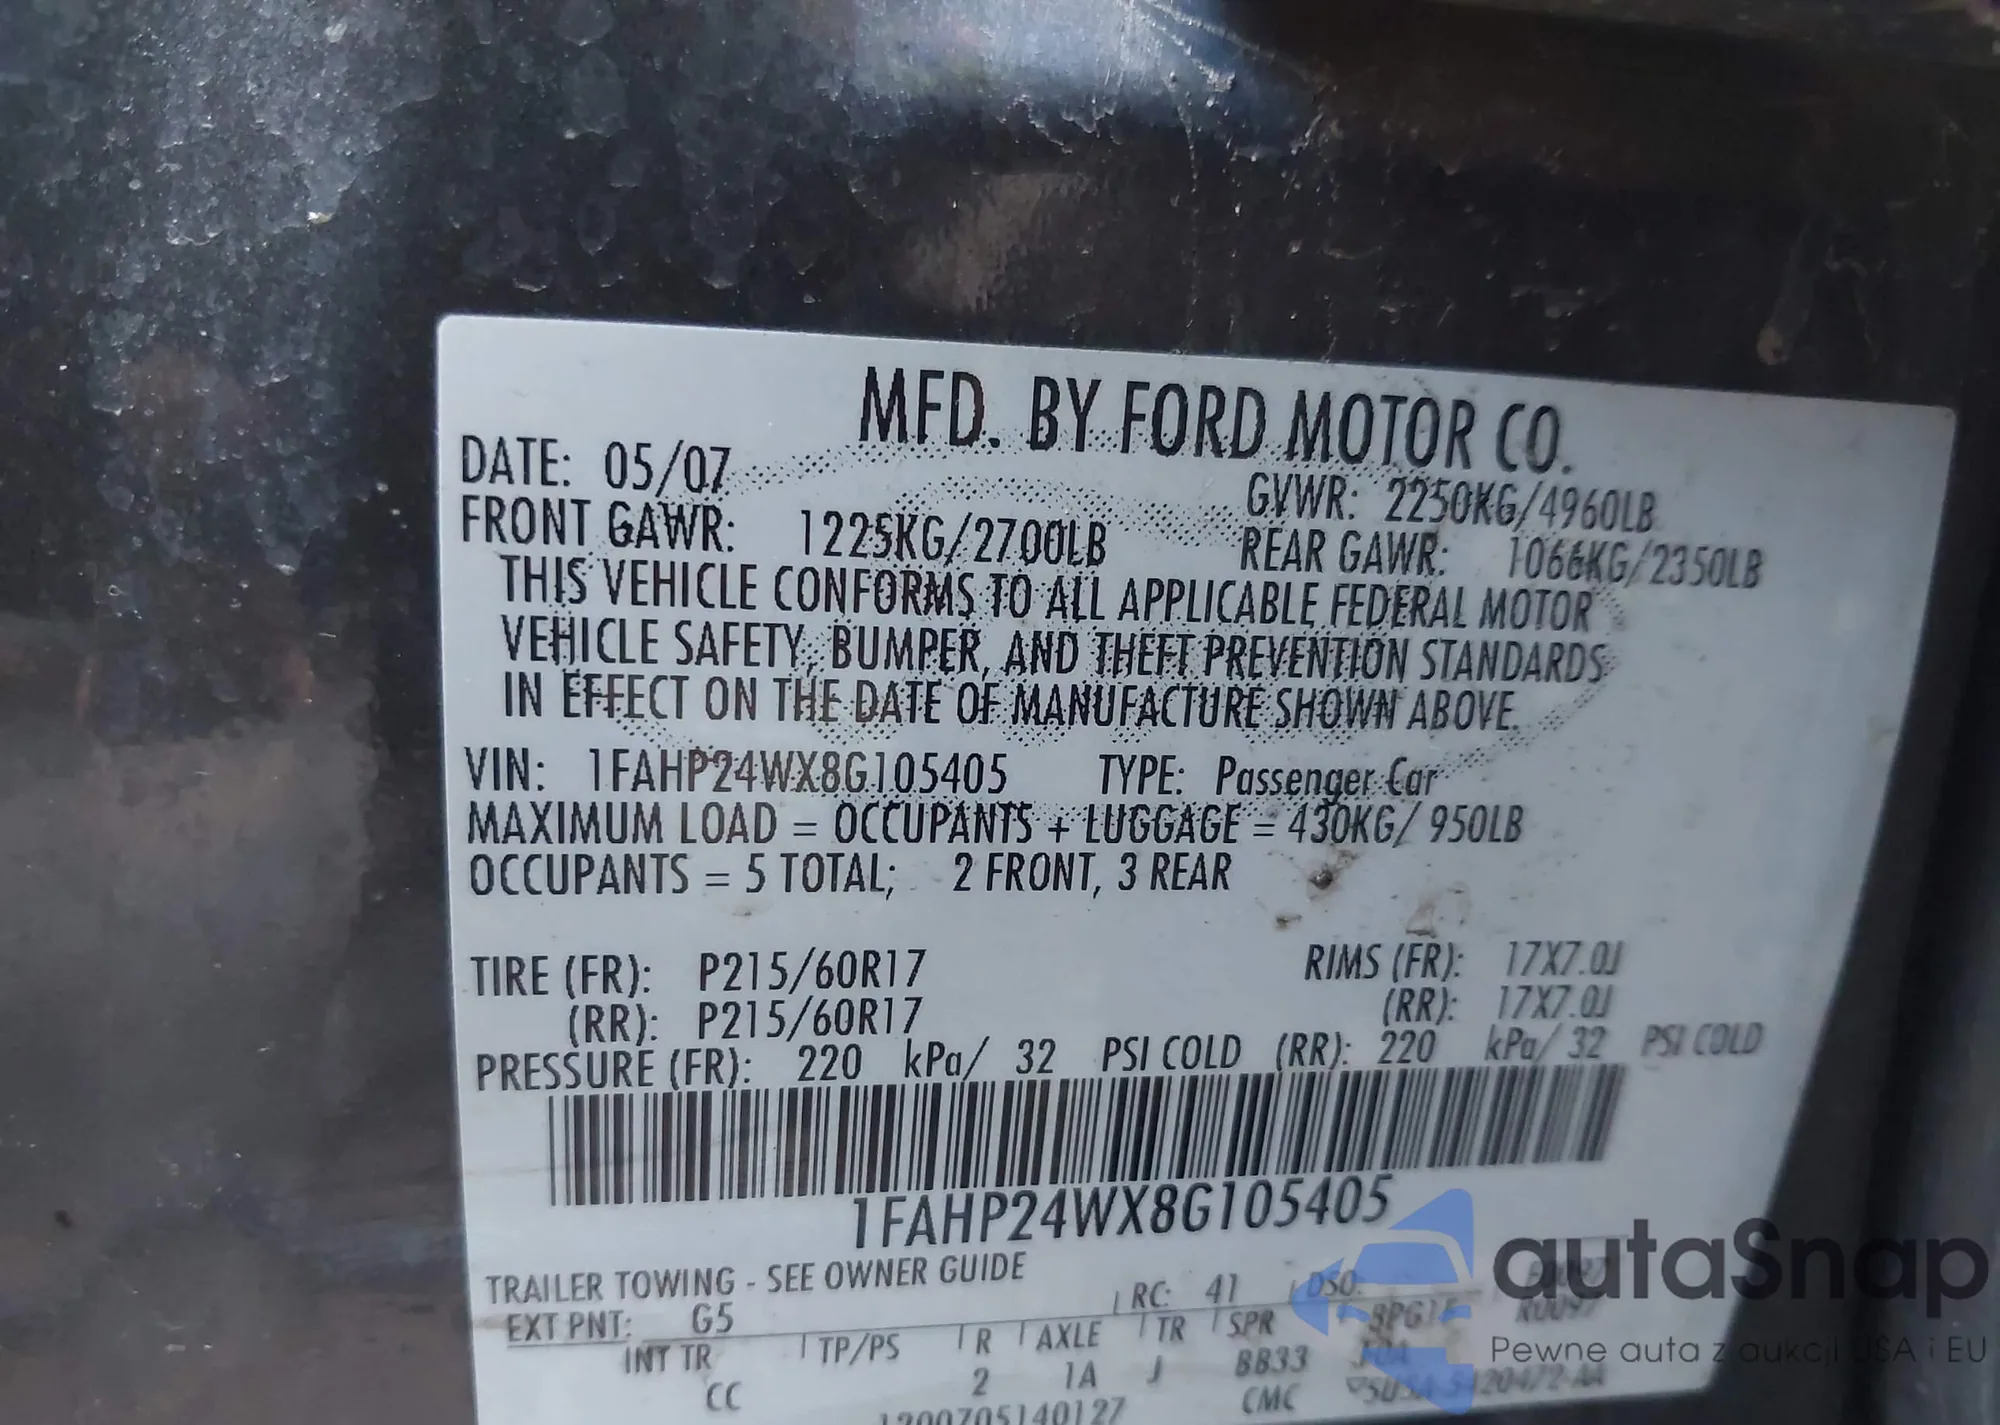 MFD. BY FORD MOTOR CO.
DATE: 05/07 GVWR: 2250KG/4960LB
FRONT GAWR: 1225KG/2700LB REAR GAWR: 1066KG/2350LB
THIS VEHICLE CONFORMS TO ALL APPLICABLE FEDERAL MOTOR
VEHICLE SAFETY, BUMPER, AND THEFT PREVENTION STANDARDS
IN EFFECT ON THE DATE OF MANUFACTURE SHOWN ABOVE.
VIN: 1FAHP24WX8G105405 TYPE: Passenger Car
MAXIMUM LOAD = OCCUPANTS + LUGGAGE = 430KG/ 950LB
OCCUPANTS = 5 TOTAL; 2 FRONT, 3 REAR
TIRE (FR): P215/60R17 RIMS (FR): 17X7.0J
(RR): P215/60R17 (RR): 17X7.0J
PRESSURE (FR): 220 kPa/ 32 PSI COLD (RR): 220 kPa/ 32 PSI COLD
1FAHP24WX8G105405
TRAILER TOWING - SEE OWNER GUIDE
EXT PNT: G5 RC: 41 DSO:
INT TR TP/PS R AXLE TR SPR
CC 2 1A J BB33
CMC
1200705140127
autaSnap
Pewne auta z aukcji USA i EU